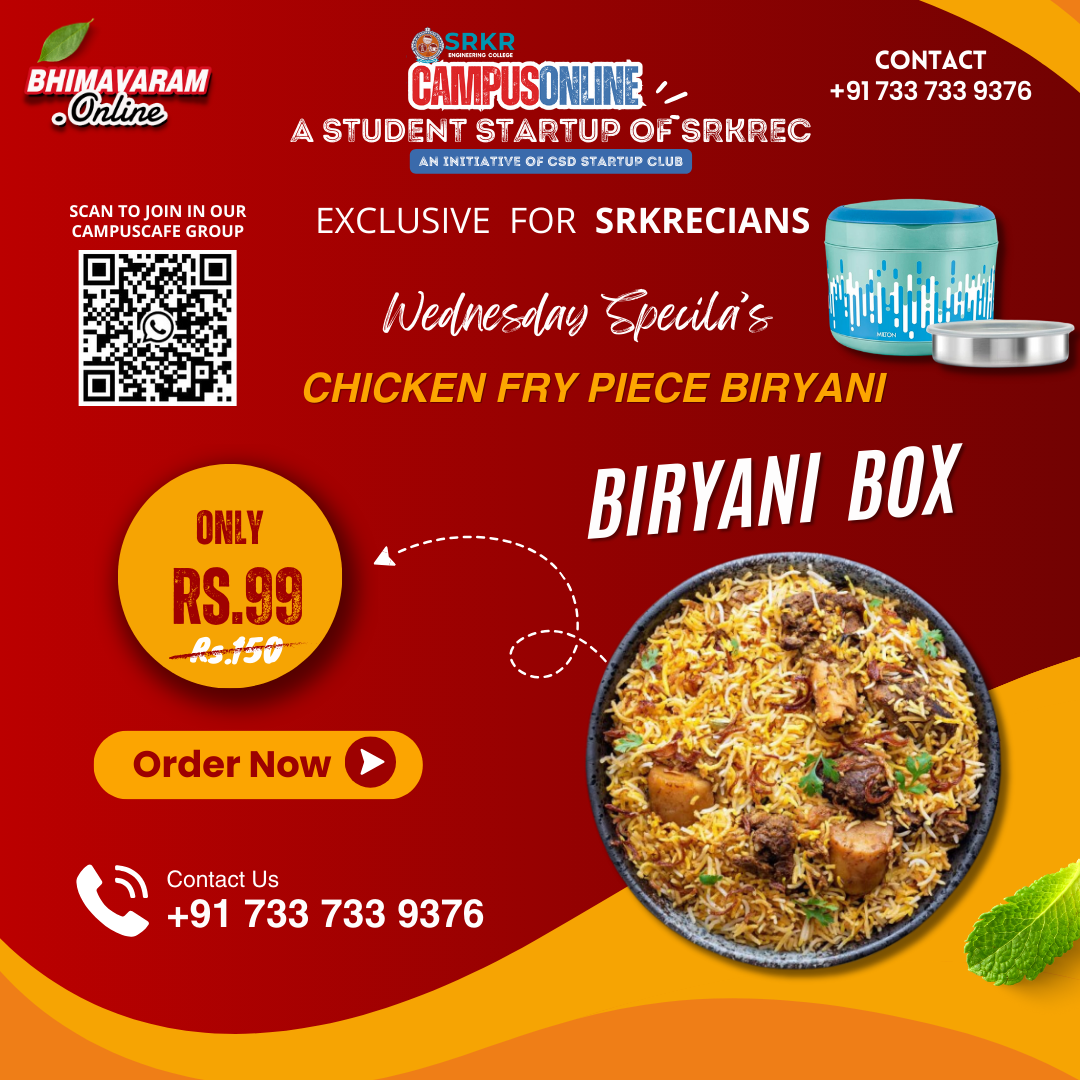 BHIMAVARAM
.Online
SRKR
ENGINEERING COLLEGE
CAMPUSONLINE
A STUDENT STARTUP OF SRKREC
AN INITIATIVE OF CSD STARTUP CLUB
CONTACT
+91 733 733 9376
SCAN TO JOIN IN OUR
CAMPUSCAFE GROUP
EXCLUSIVE FOR SRKRECIANS
Wednesday Specila's
CHICKEN FRY PIECE BIRYANI
MILTON
BIRYANI BOX
ONLY
RS.99
Rs.150
Order Now
Contact Us
+91 733 733 9376